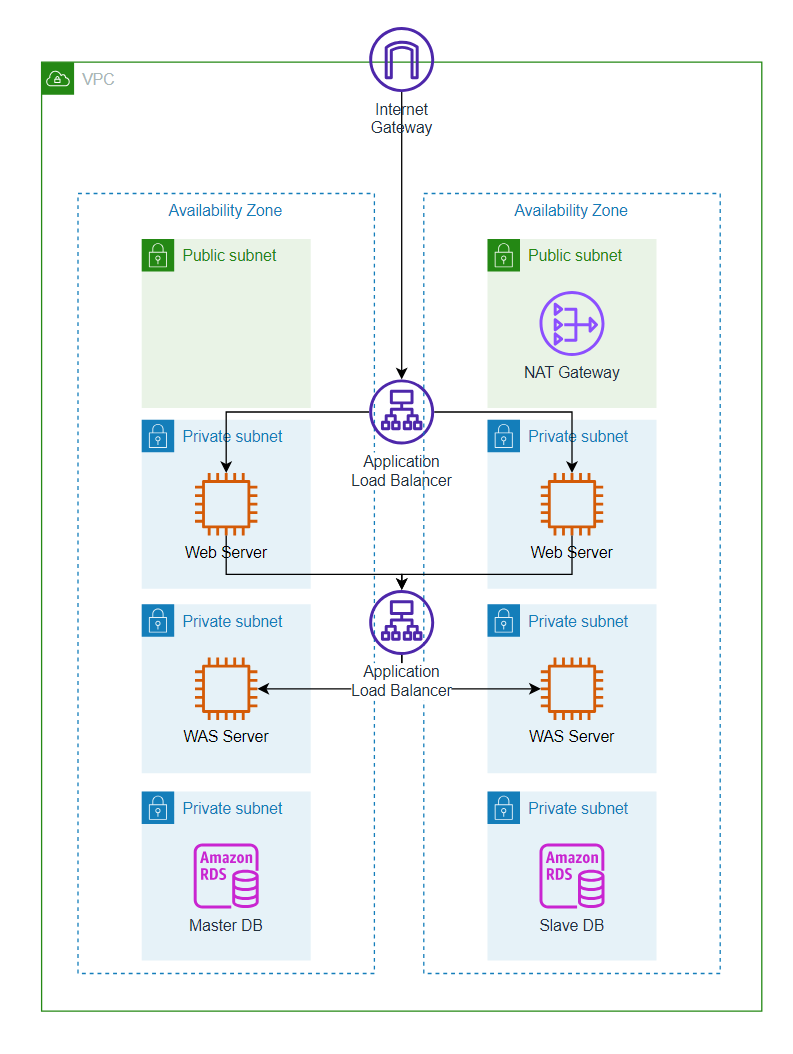 Internet
Gateway
VPC
Availability Zone
Availability Zone
Public subnet
Public subnet
NAT Gateway
Private subnet
Private subnet
Application
Load Balancer
Web Server
Web Server
Private subnet
Private subnet
Application
Load Balancer
WAS Server
WAS Server
Private subnet
Private subnet
Amazon
RDS
Amazon
RDS
Master DB
Slave DB